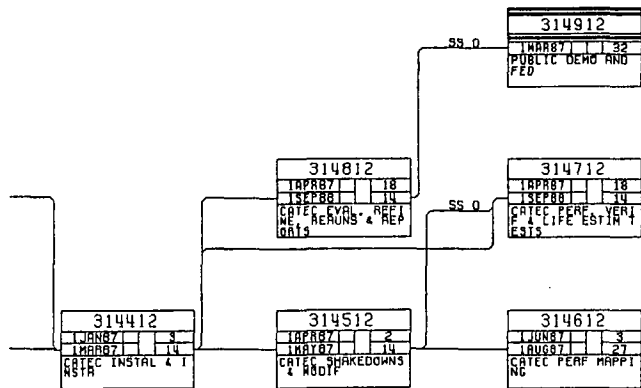 314912
SS 0
1MAR87 32
PUBLIC DEMO AND
FED
314812
1APR87 18
1SEP88 14
CATEC EVAL, REFI
NE, RERUNS & REP
ORTS
314712
1APR87 18
1SEP88 14
CATEC PERF. VERI
F & LIFE ESTIM T
ESTS
SS 0
314412
1JAN87 3
1MAR87 14
CATEC INSTAL & I
NSTR
314512
1APR87 2
1MAY87 14
CATEC SHAKEDOWNS
& MODIF
314612
1JUN87 3
1AUG87 27
CATEC PERF MAPPI
NG